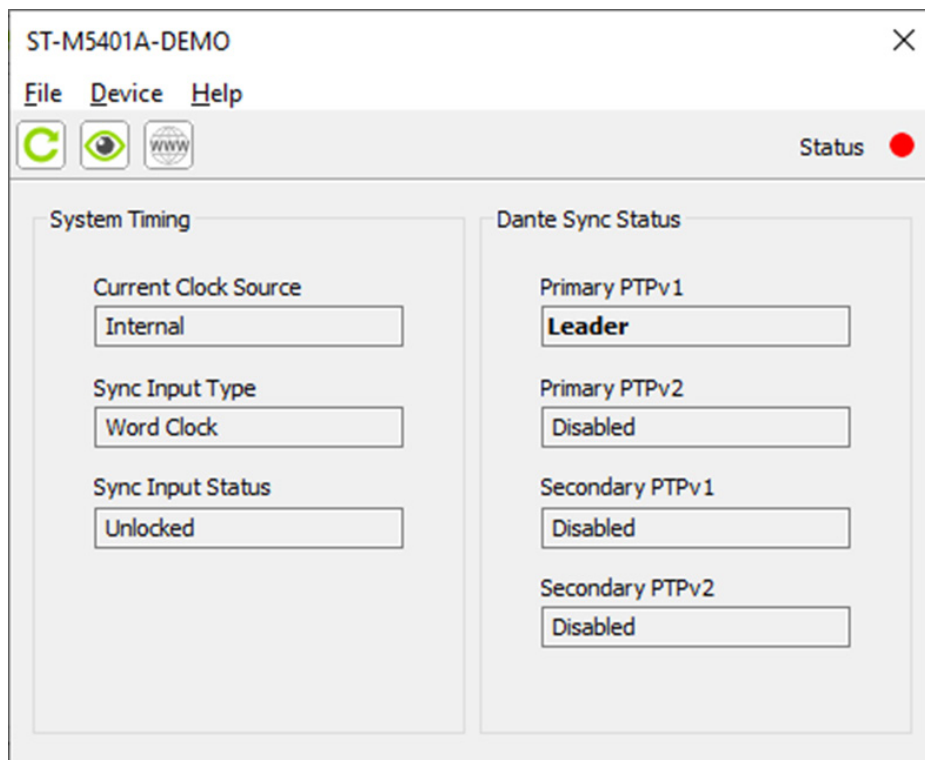 ST-M5401A-DEMO
File Device Help
www Status
System Timing
Current Clock Source
Internal
Sync Input Type
Word Clock
Sync Input Status
Unlocked
Dante Sync Status
Primary PTPv1
Leader
Primary PTPv2
Disabled
Secondary PTPv1
Disabled
Secondary PTPv2
Disabled